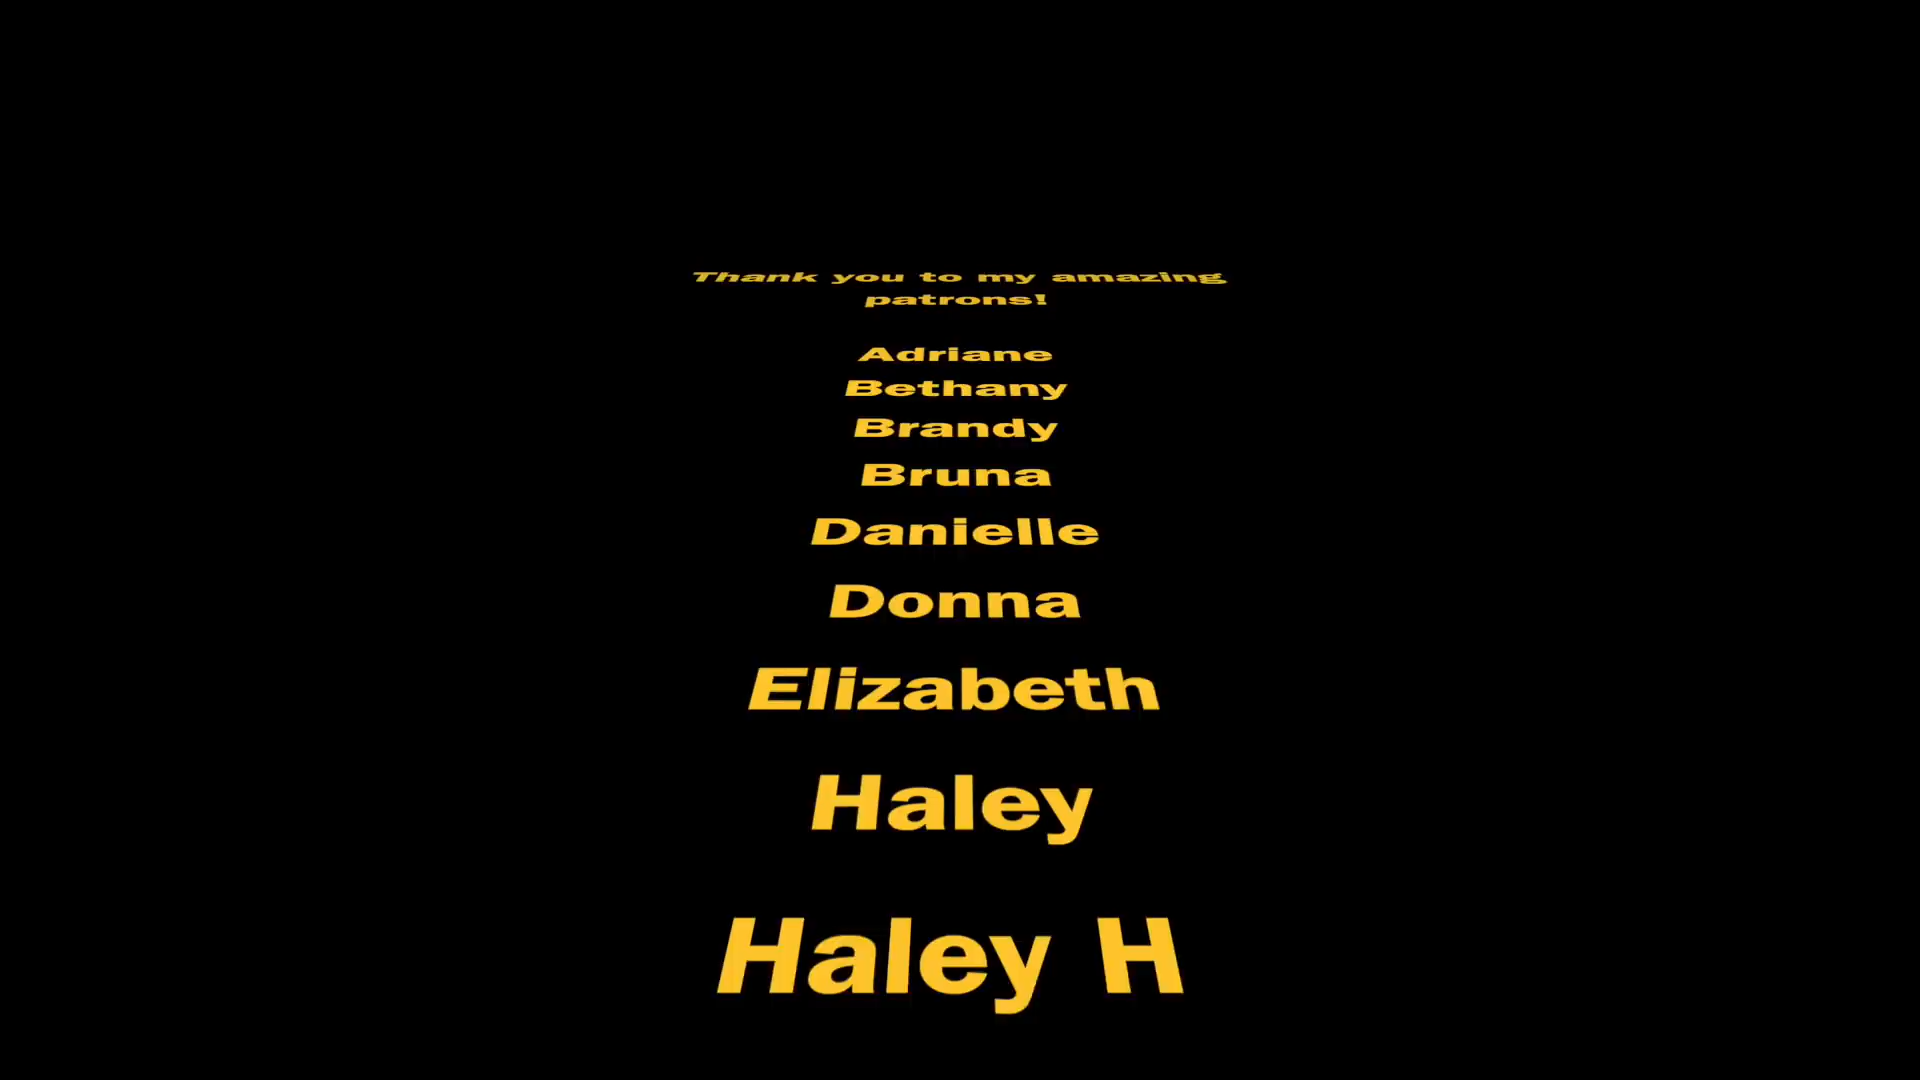 Thank you to my amazing
patrons!
Adriane
Bethany
Brandy
Bruna
Danielle
Donna
Elizabeth
Haley
Haley H